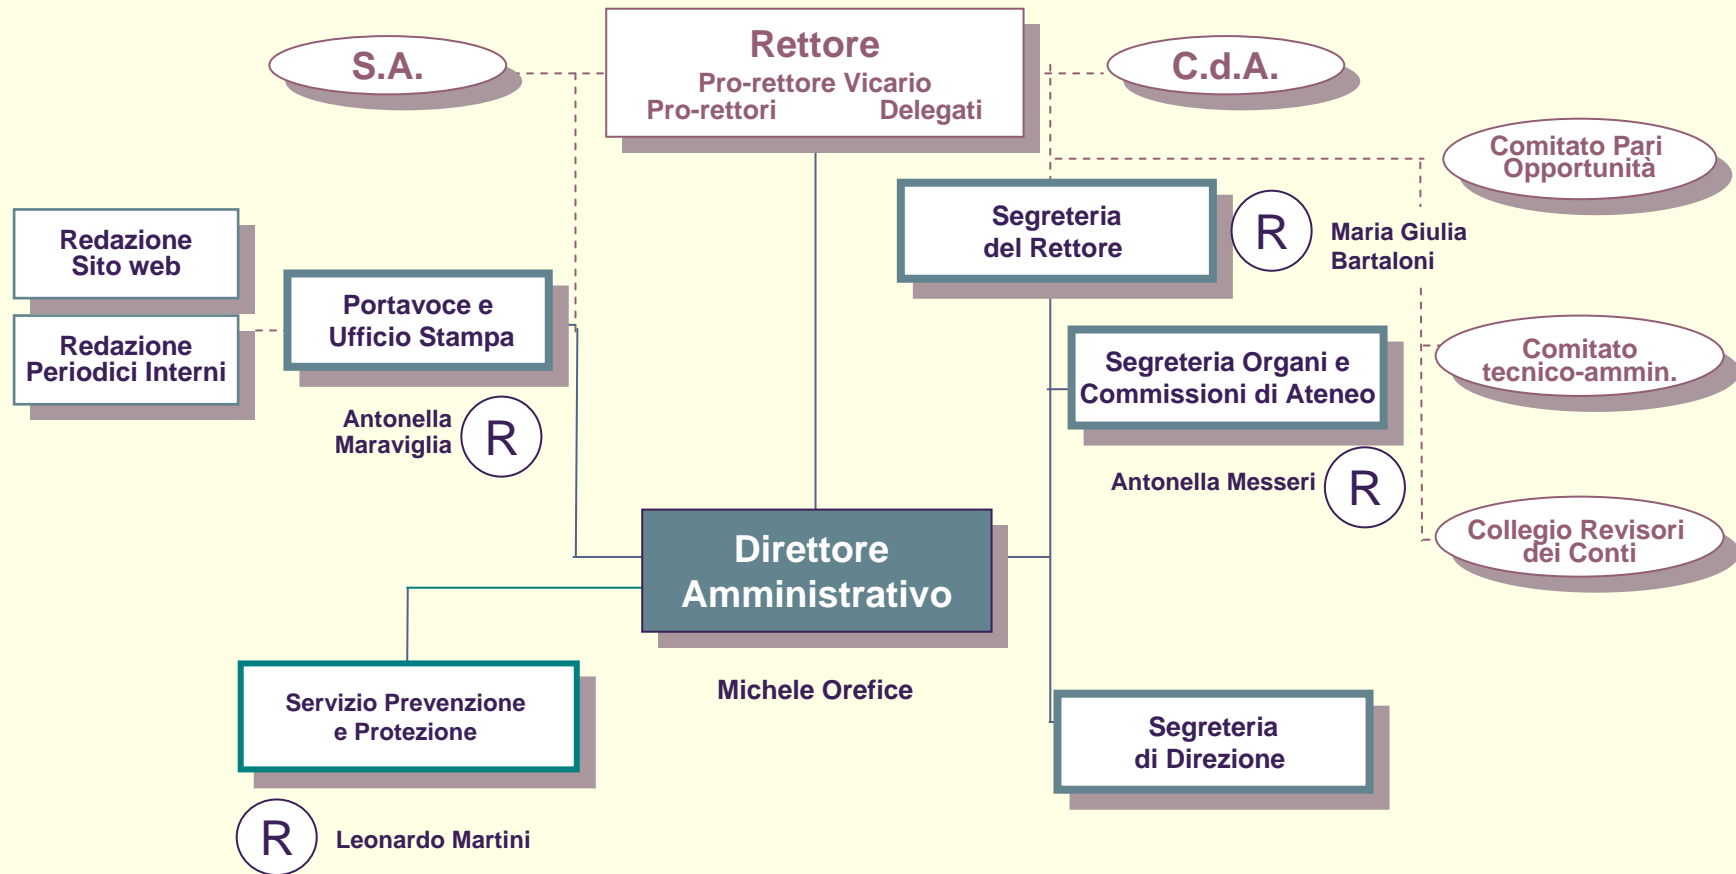 S.A.
Rettore
Pro-rettore Vicario
Pro-rettori Delegati
C.d.A.
Comitato Pari
Opportunità
Redazione
Sito web
Segreteria
del Rettore
R
Maria Giulia
Bartaloni
Portavoce e
Ufficio Stampa
Redazione
Periodici Interni
Segreteria Organi e
Commissioni di Ateneo
Comitato
tecnico-ammin.
Antonella
Maraviglia
R
Antonella Messeri
R
Collegio Revisori
dei Conti
Direttore
Amministrativo
Michele Orefice
Servizio Prevenzione
e Protezione
Segreteria
di Direzione
R
Leonardo Martini